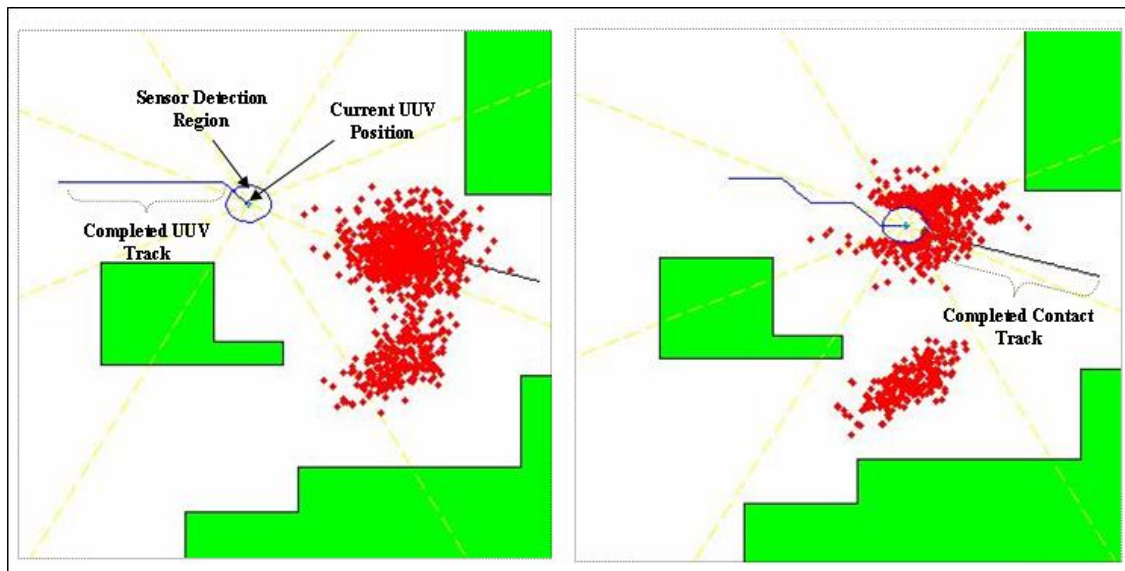 Sensor Detection
Region
Current UUV
Position
Completed UUV
Track
Completed Contact
Track